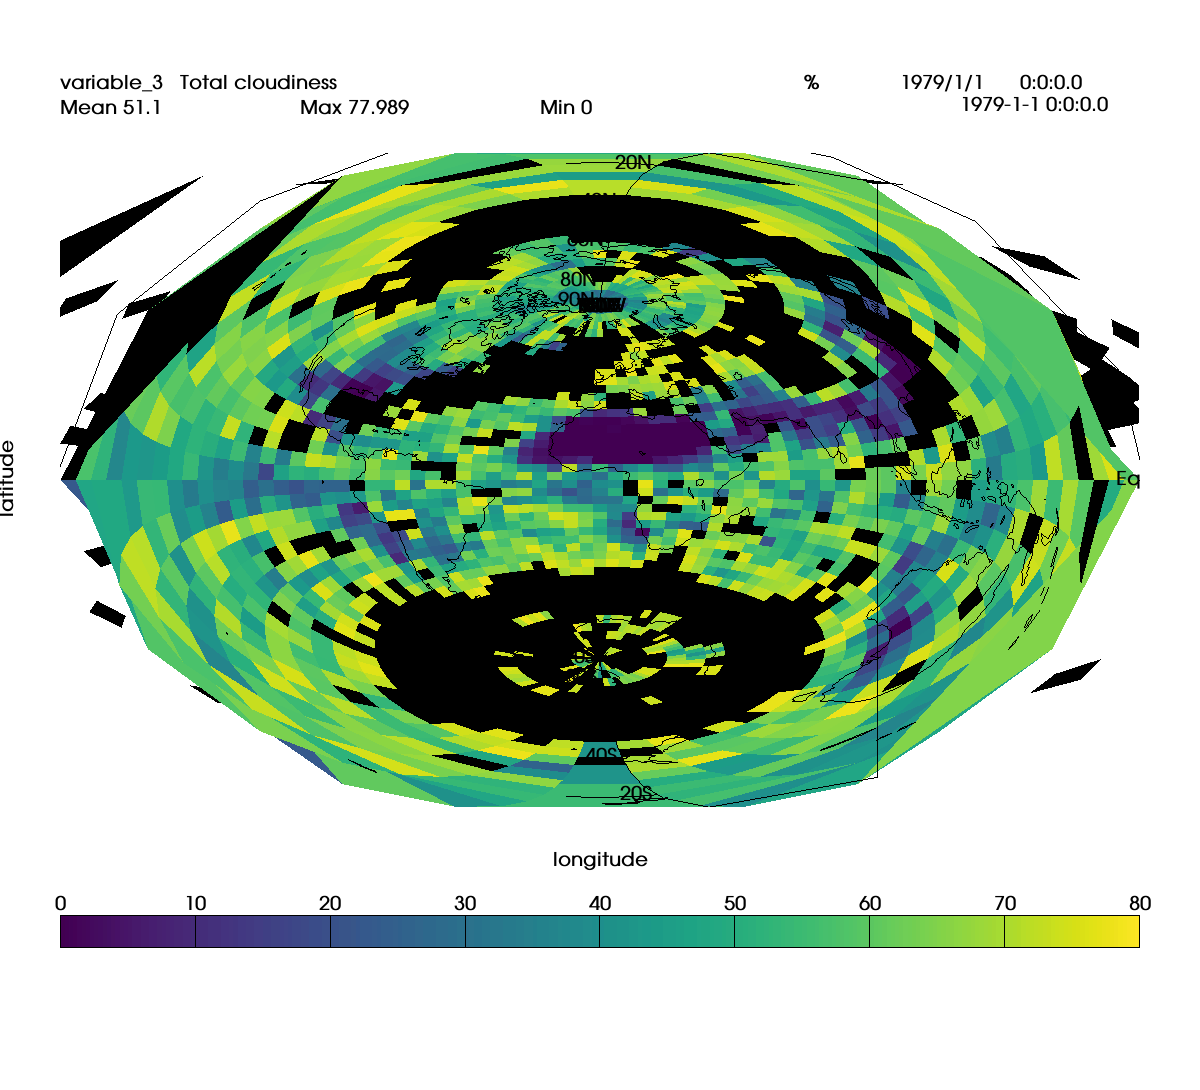 variable_3 Total cloudiness % 1979/1/1 0:0:0.0
Mean 51.1 Max 77.989 Min 0 1979-1-1 0:0:0.0
20N
80N
90N
Eq
40S
20S
latitude
longitude
0 10 20 30 40 50 60 70 80